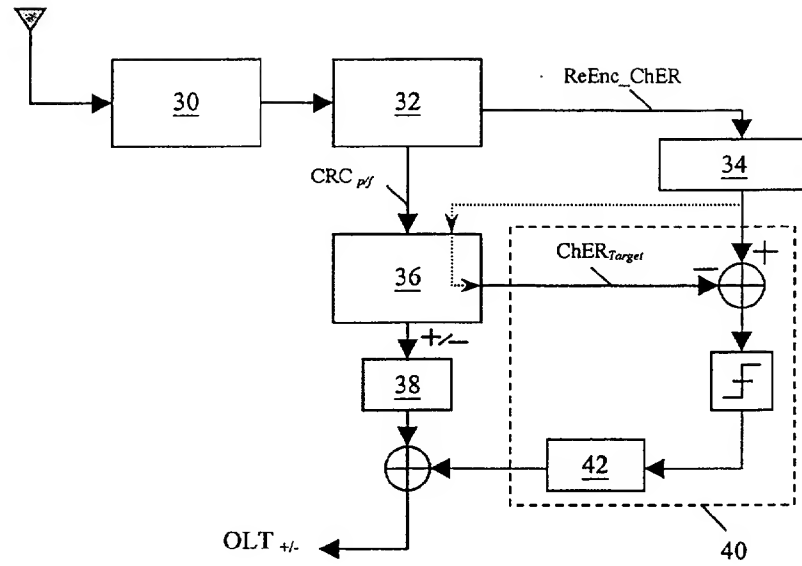 ReEnc_ChER
30
32
34
CRC p/f
ChER Target
+
−
36
+/−
38
42
OLT +/-
40